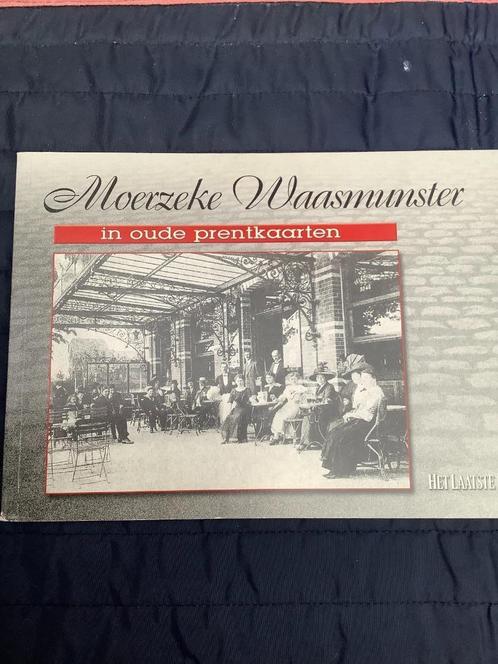 Moerzeke Waasmunster
in oude prentkaarten
HET LAATSTE